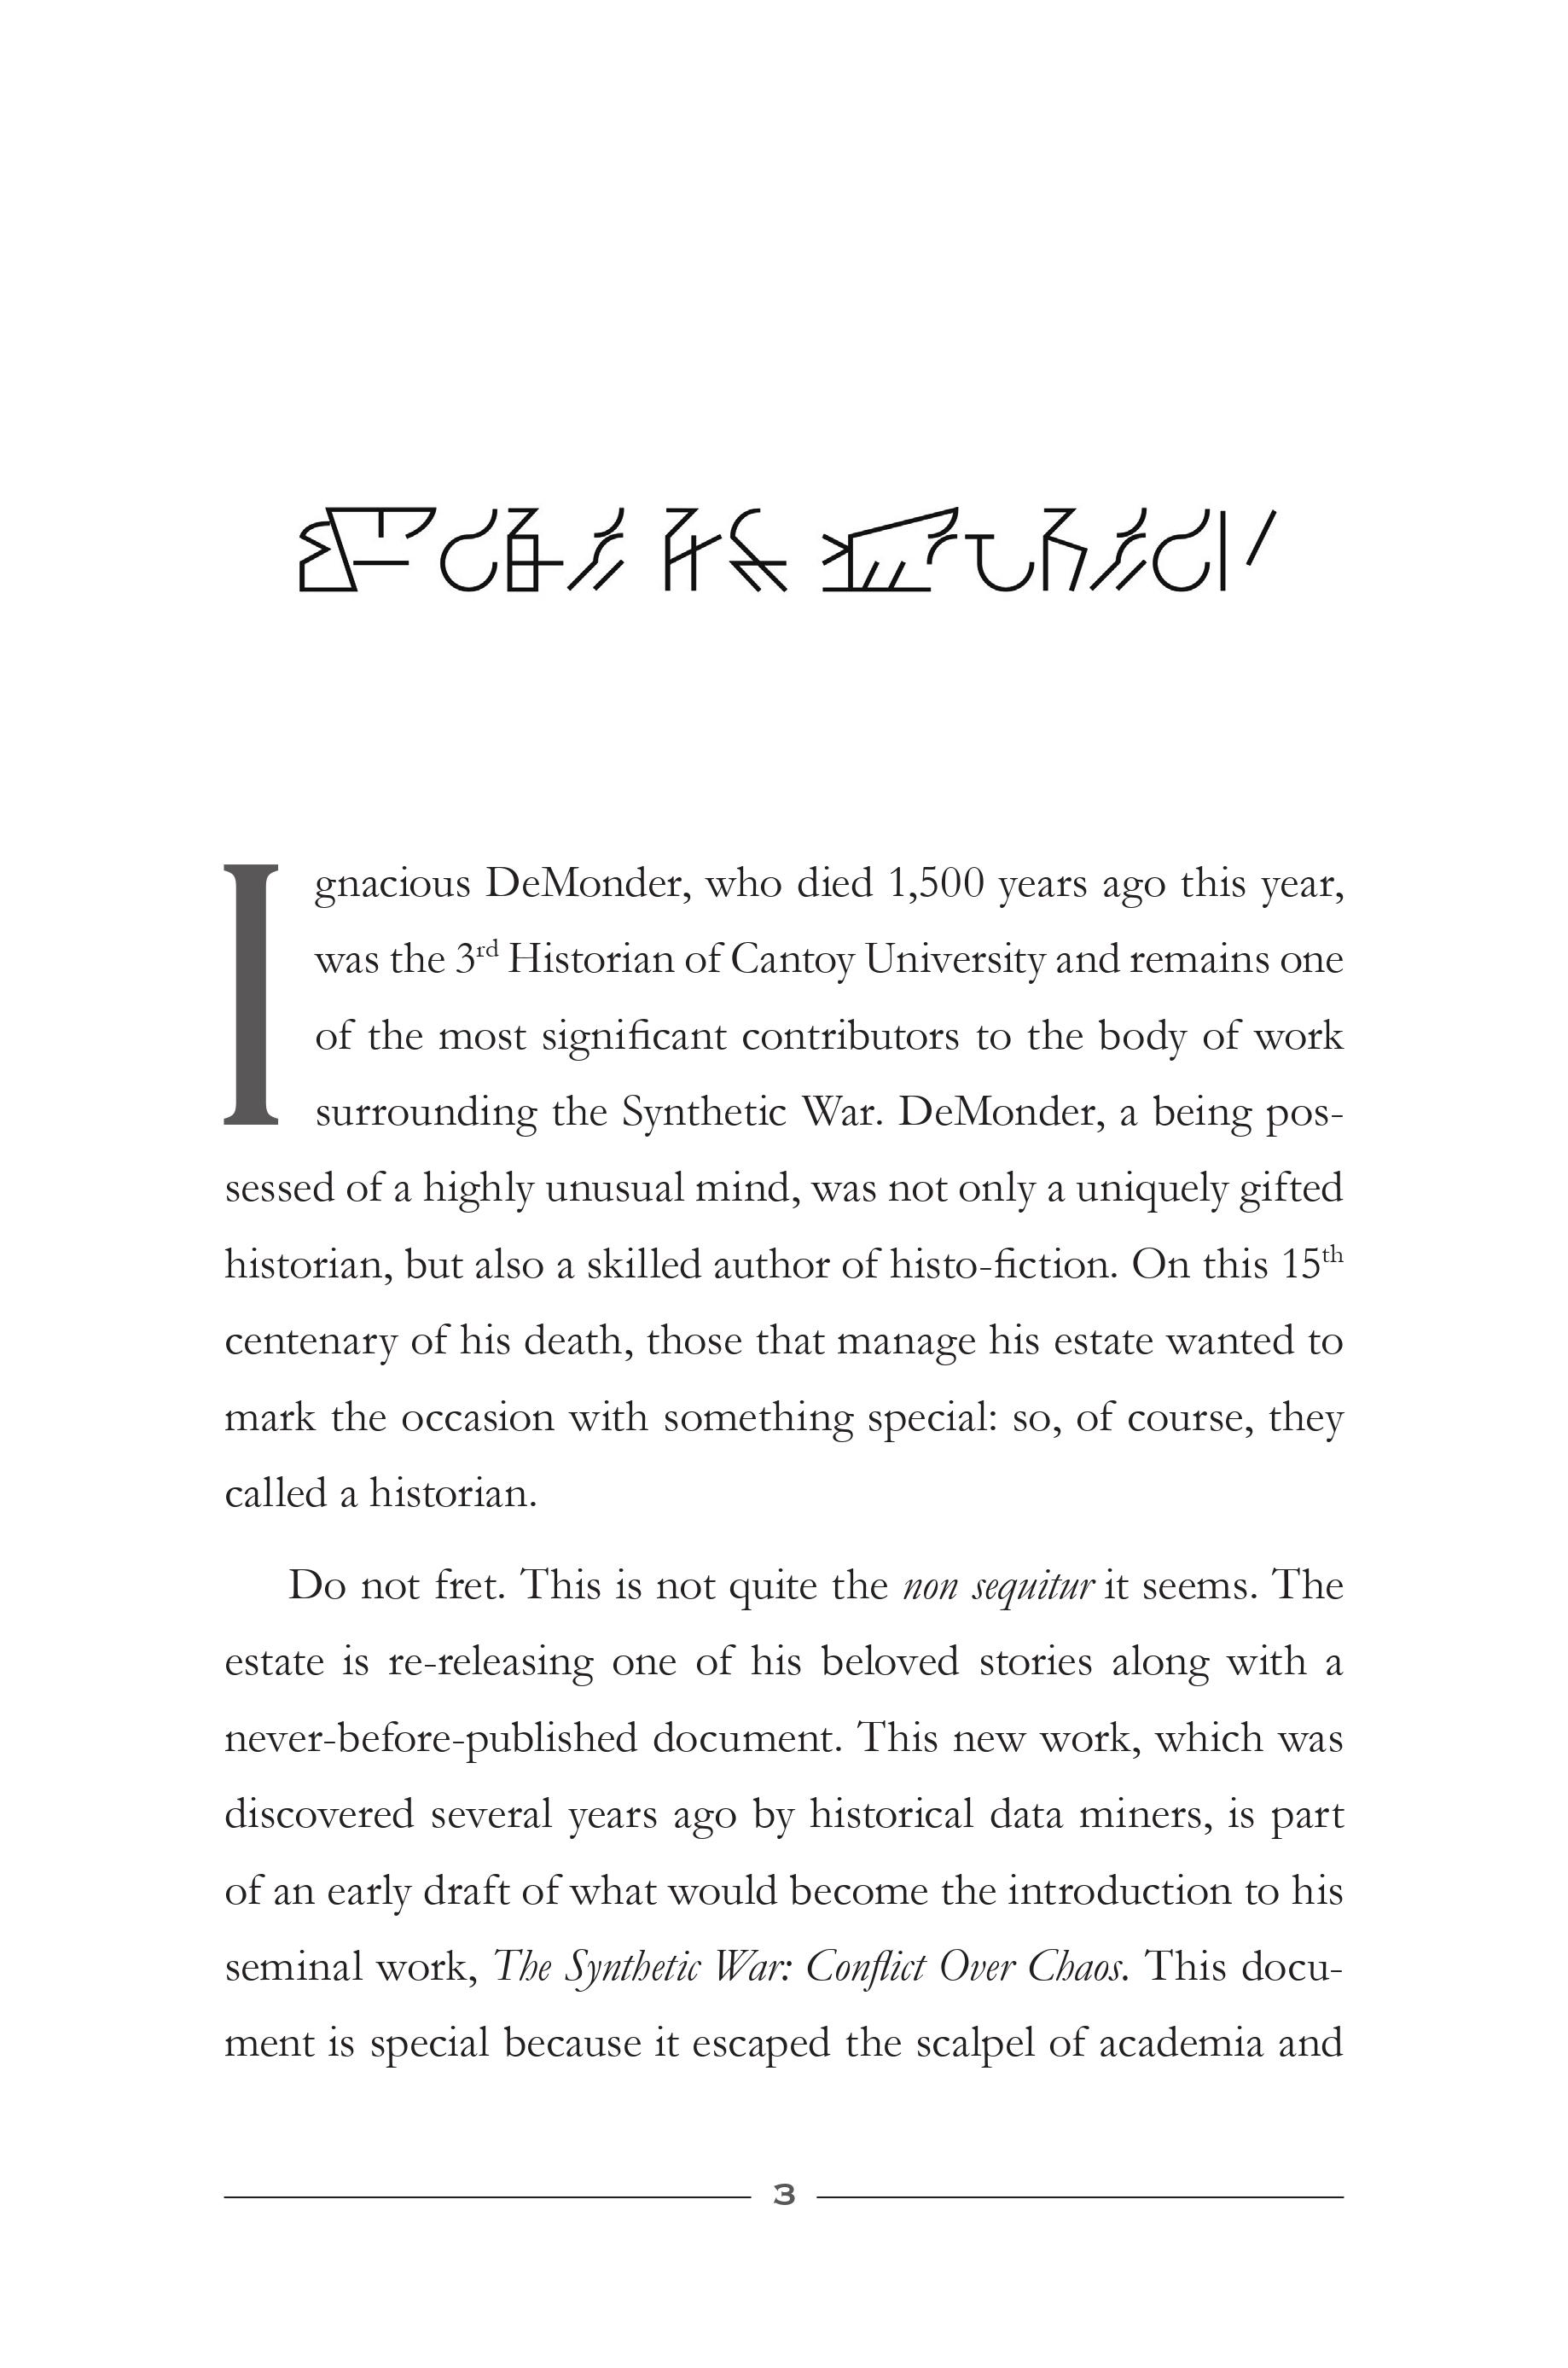 Ignacious DeMonder, who died 1,500 years ago this year,
was the 3rd Historian of Cantoy University and remains one
of the most significant contributors to the body of work
surrounding the Synthetic War. DeMonder, a being pos-
sessed of a highly unusual mind, was not only a uniquely gifted
historian, but also a skilled author of histo-fiction. On this 15th
centenary of his death, those that manage his estate wanted to
mark the occasion with something special: so, of course, they
called a historian.
Do not fret. This is not quite the non sequitur it seems. The
estate is re-releasing one of his beloved stories along with a
never-before-published document. This new work, which was
discovered several years ago by historical data miners, is part
of an early draft of what would become the introduction to his
seminal work, The Synthetic War: Conflict Over Chaos. This docu-
ment is special because it escaped the scalpel of academia and
3